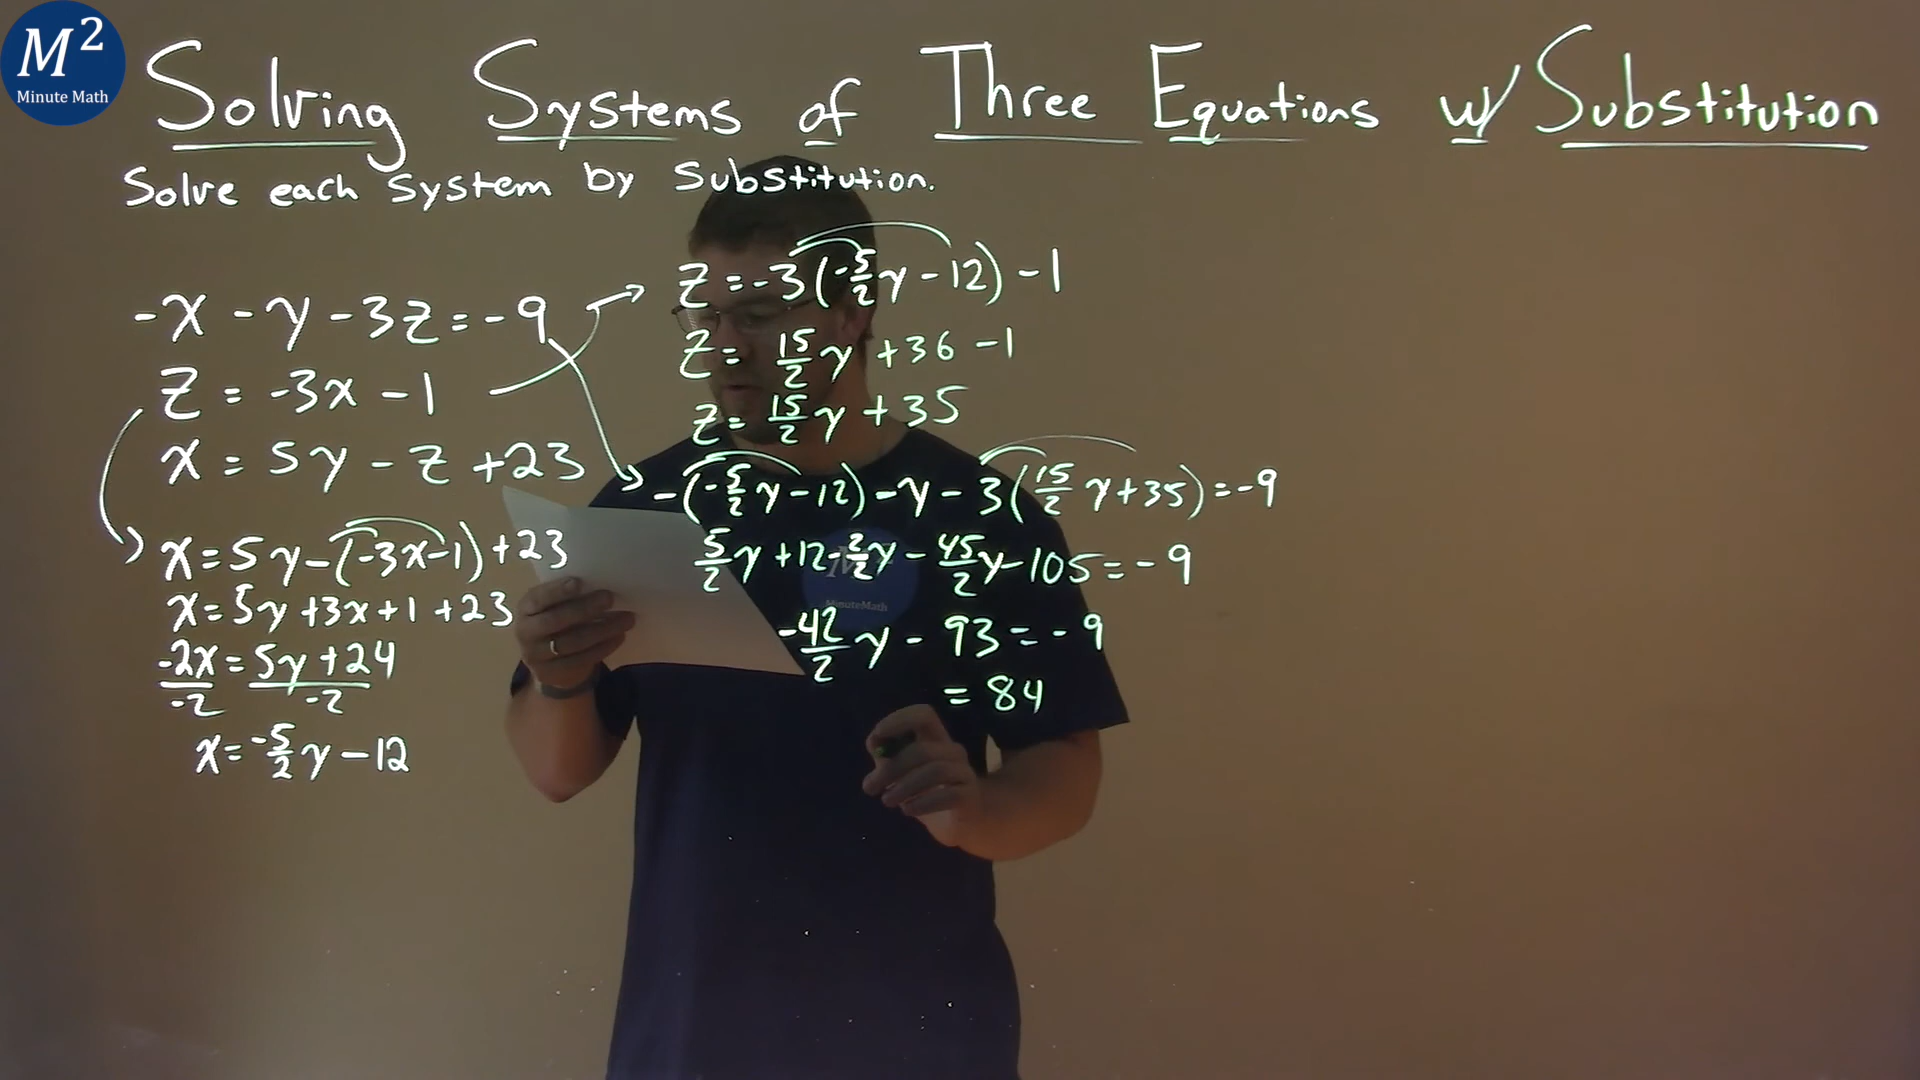 M²
Minute Math
Solving Systems of Three Equations w/ Substitution
Solve each system by substitution.
-x - y - 3z = -9
z = -3x - 1
x = 5y - z + 23
x = 5y - (-3x - 1) + 23
x = 5y + 3x + 1 + 23
-2x = 5y + 24
-2 -2
x = -5/2 y - 12
z = -3(-5/2 y - 12) - 1
z = 15/2 y + 36 - 1
z = 15/2 y + 35
-(-5/2 y - 12) - y - 3(15/2 y + 35) = -9
5/2 y + 12 - 2/2 y - 45/2 y - 105 = -9
-42/2 y - 93 = -9
= 84
M²
MinuteMath